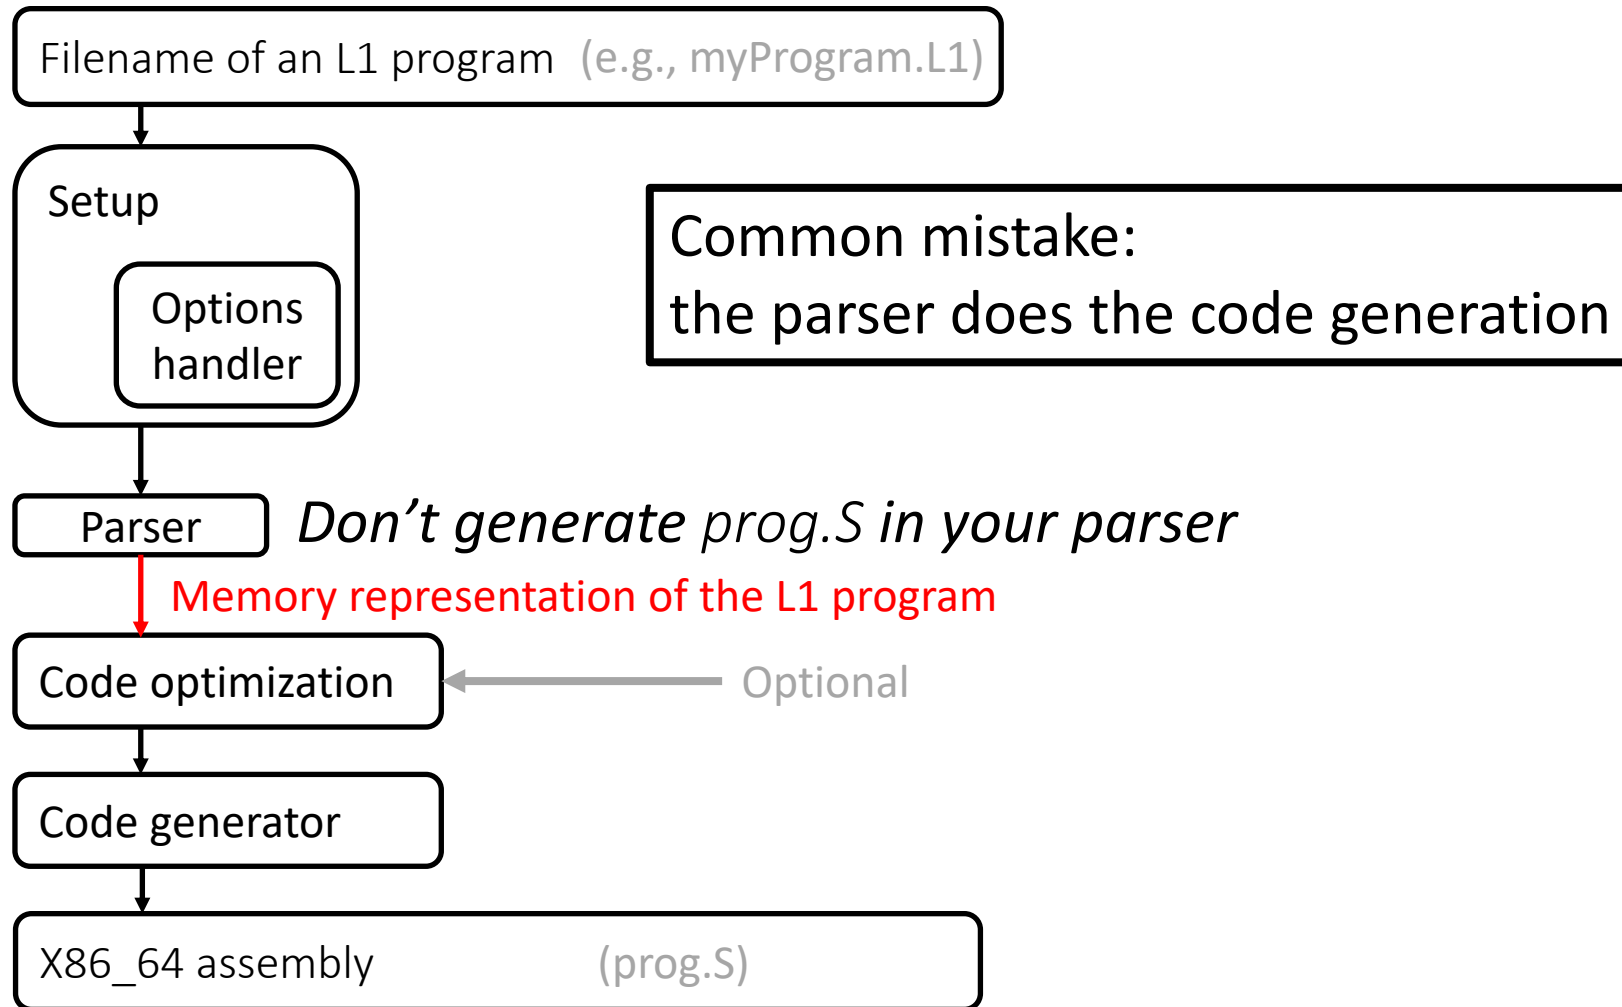 Filename of an L1 program (e.g., myProgram.L1)
Setup
Options
handler
Common mistake:
the parser does the code generation
Parser
Don’t generate prog.S in your parser
Memory representation of the L1 program
Code optimization
Optional
Code generator
X86_64 assembly (prog.S)